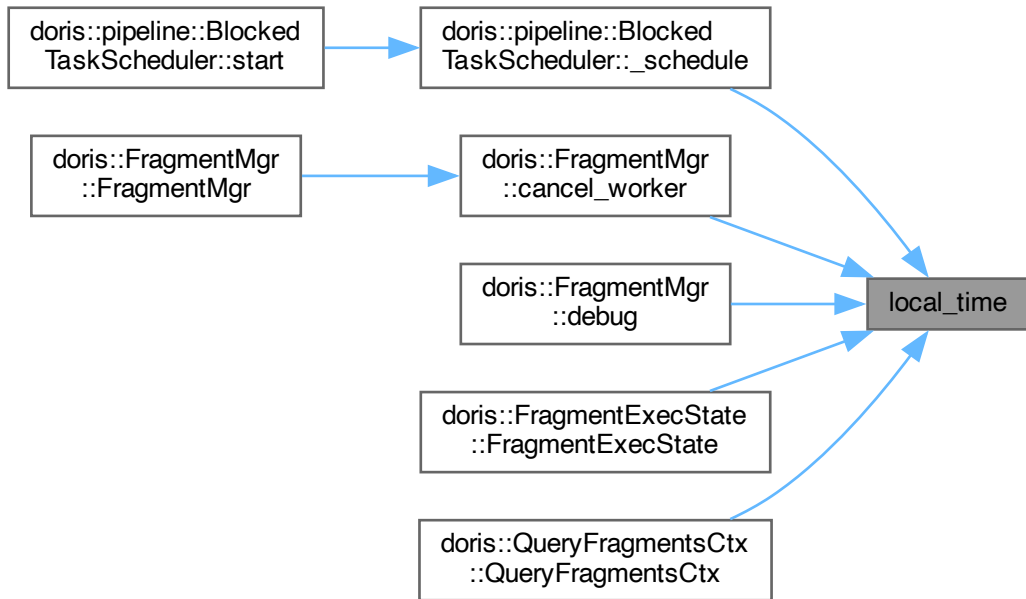 doris::pipeline::Blocked
TaskScheduler::start
doris::pipeline::Blocked
TaskScheduler::_schedule
doris::FragmentMgr
::FragmentMgr
doris::FragmentMgr
::cancel_worker
doris::FragmentMgr
::debug
local_time
doris::FragmentExecState
::FragmentExecState
doris::QueryFragmentsCtx
::QueryFragmentsCtx